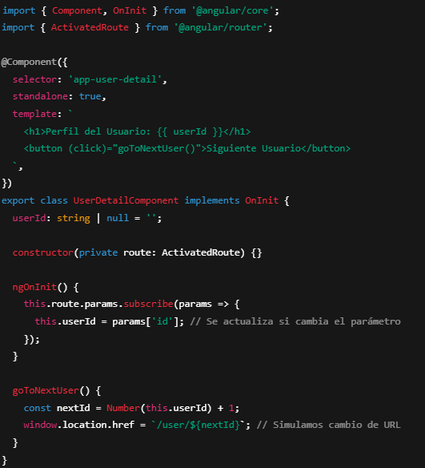 import { Component, OnInit } from '@angular/core';
import { ActivatedRoute } from '@angular/router';
@Component({
  selector: 'app-user-detail',
  standalone: true,
  template: `
    <h1>Perfil del Usuario: {{ userId }}</h1>
    <button (click)="goToNextUser()">Siguiente Usuario</button>
  `,
})
export class UserDetailComponent implements OnInit {
  userId: string | null = '';
  constructor(private route: ActivatedRoute) {}
  ngOnInit() {
    this.route.params.subscribe(params => {
      this.userId = params['id']; // Se actualiza si cambia el parámetro
    });
  }
  goToNextUser() {
    const nextId = Number(this.userId) + 1;
    window.location.href = `/user/${nextId}`; // Simulamos cambio de URL
  }
}